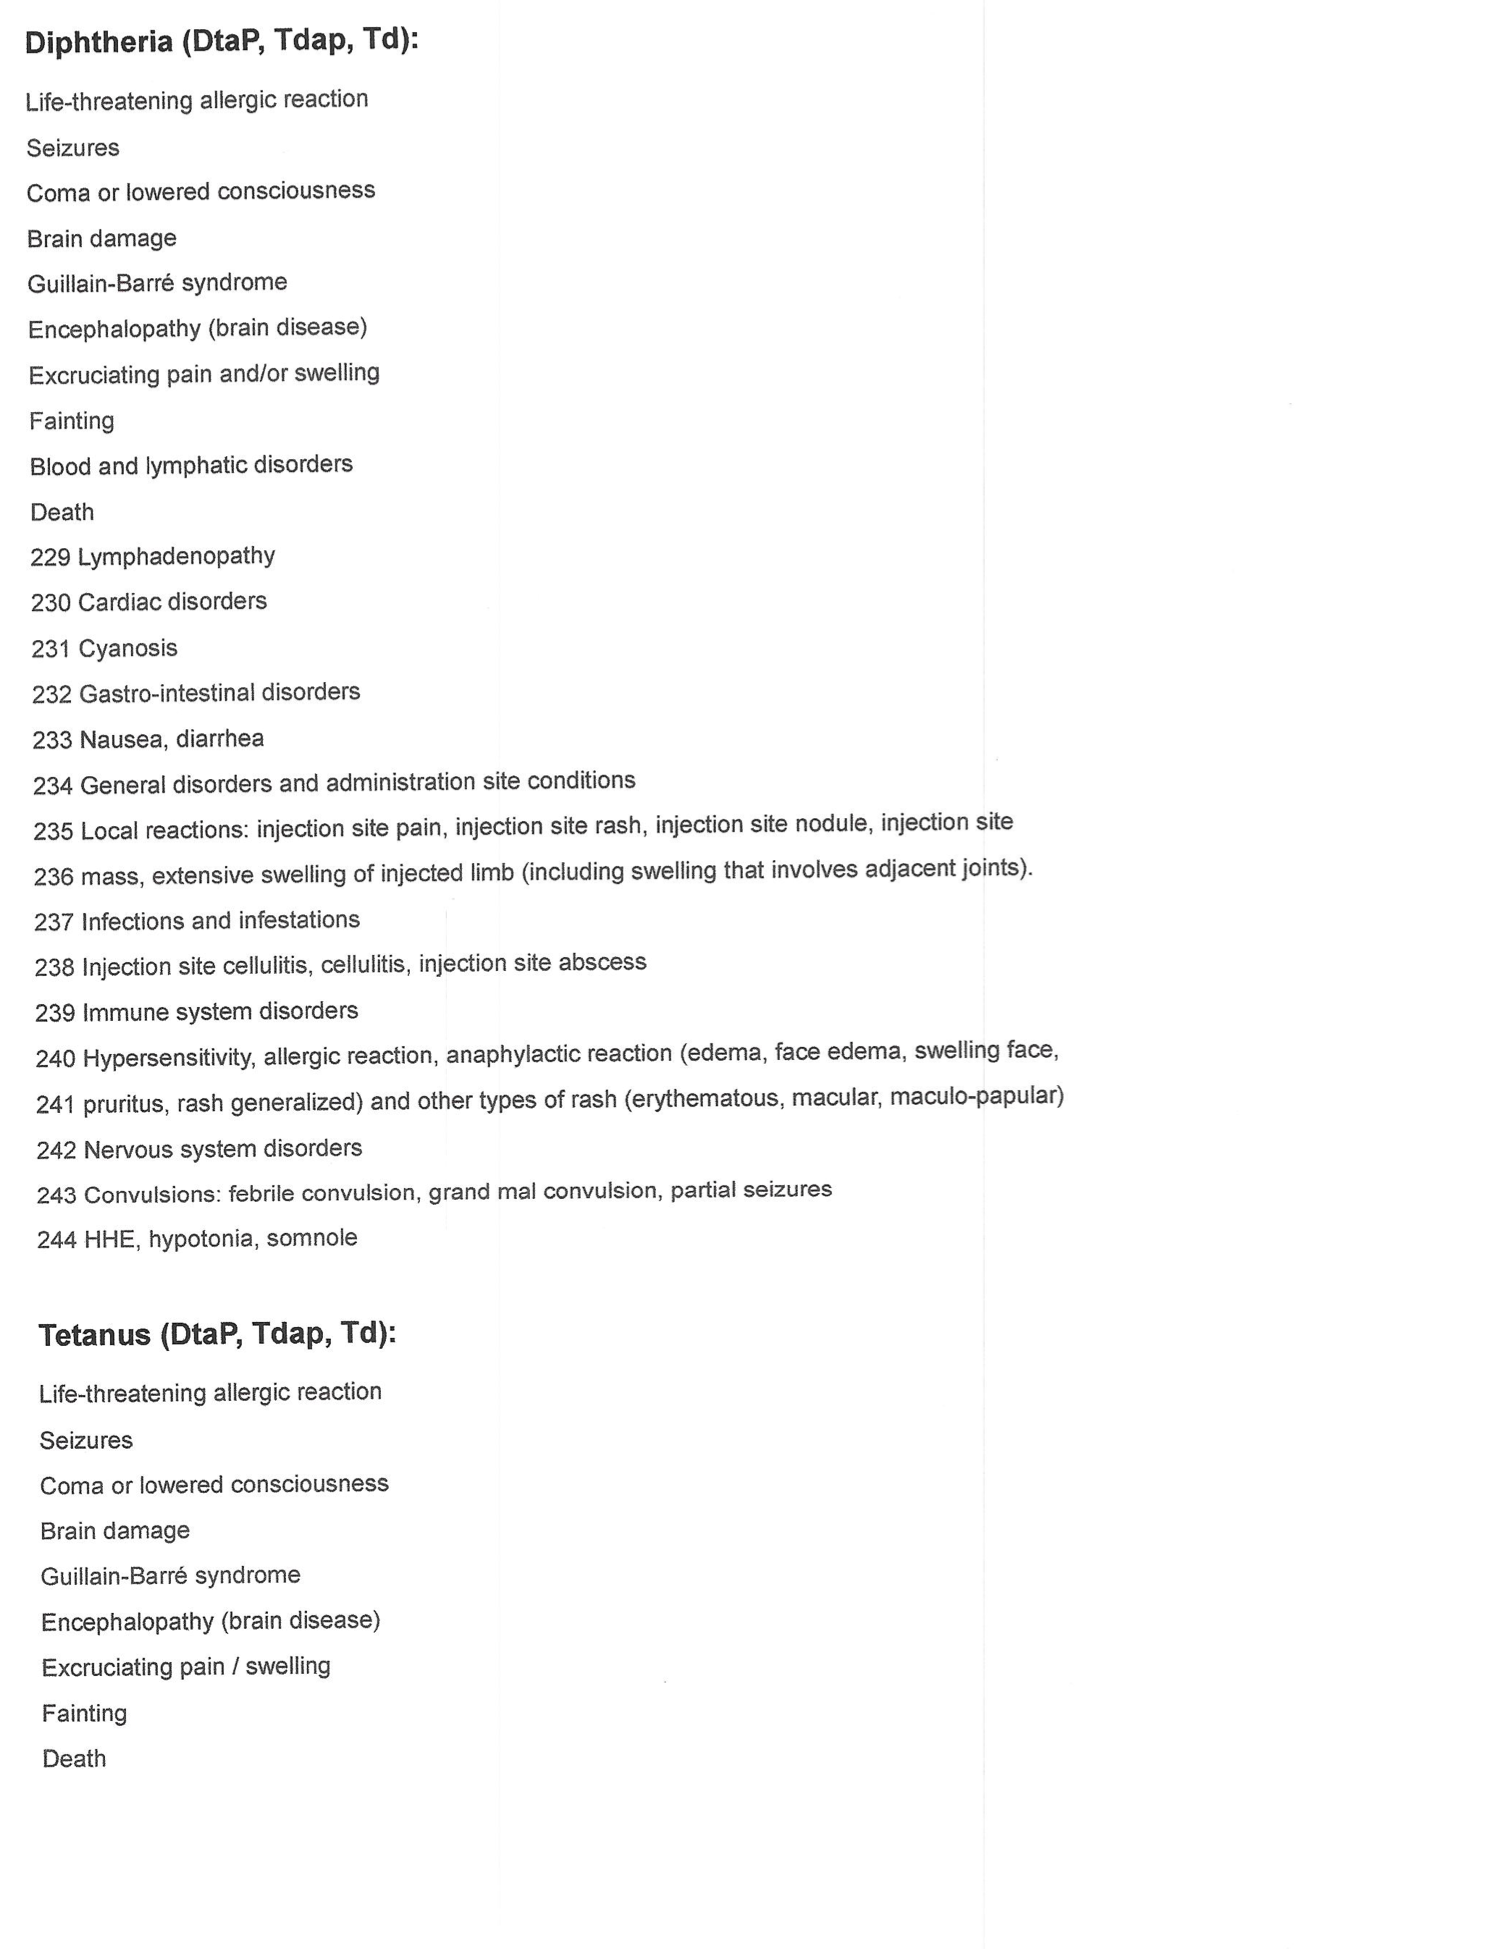 Diphtheria (DtaP, Tdap, Td):
Life-threatening allergic reaction
Seizures
Coma or lowered consciousness
Brain damage
Guillain-Barré syndrome
Encephalopathy (brain disease)
Excruciating pain and/or swelling
Fainting
Blood and lymphatic disorders
Death
229 Lymphadenopathy
230 Cardiac disorders
231 Cyanosis
232 Gastro-intestinal disorders
233 Nausea, diarrhea
234 General disorders and administration site conditions
235 Local reactions: injection site pain, injection site rash, injection site nodule, injection site
236 mass, extensive swelling of injected limb (including swelling that involves adjacent joints).
237 Infections and infestations
238 Injection site cellulitis, cellulitis, injection site abscess
239 Immune system disorders
240 Hypersensitivity, allergic reaction, anaphylactic reaction (edema, face edema, swelling face,
241 pruritus, rash generalized) and other types of rash (erythematous, macular, maculo-papular)
242 Nervous system disorders
243 Convulsions: febrile convulsion, grand mal convulsion, partial seizures
244 HHE, hypotonia, somnole
Tetanus (DtaP, Tdap, Td):
Life-threatening allergic reaction
Seizures
Coma or lowered consciousness
Brain damage
Guillain-Barré syndrome
Encephalopathy (brain disease)
Excruciating pain / swelling
Fainting
Death